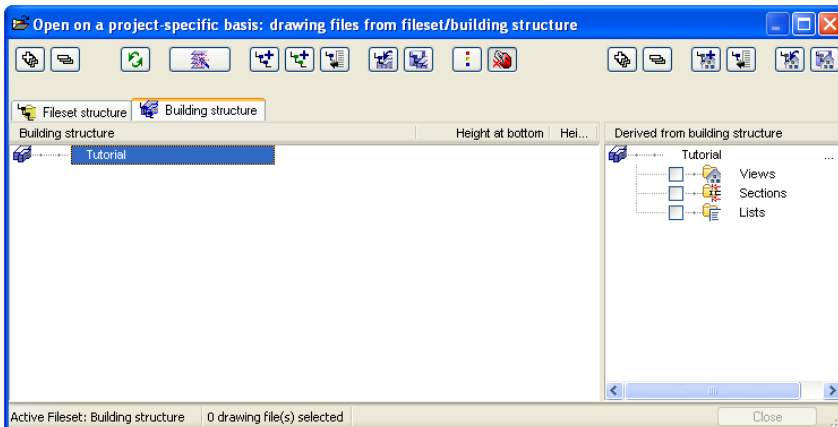 Open on a project-specific basis: drawing files from fileset/building structure
Fileset structure
Building structure
Building structure
Height at bottom
Hei...
Derived from building structure
Tutorial
Tutorial
...
Views
Sections
Lists
Active Fileset: Building structure
0 drawing file(s) selected
Close